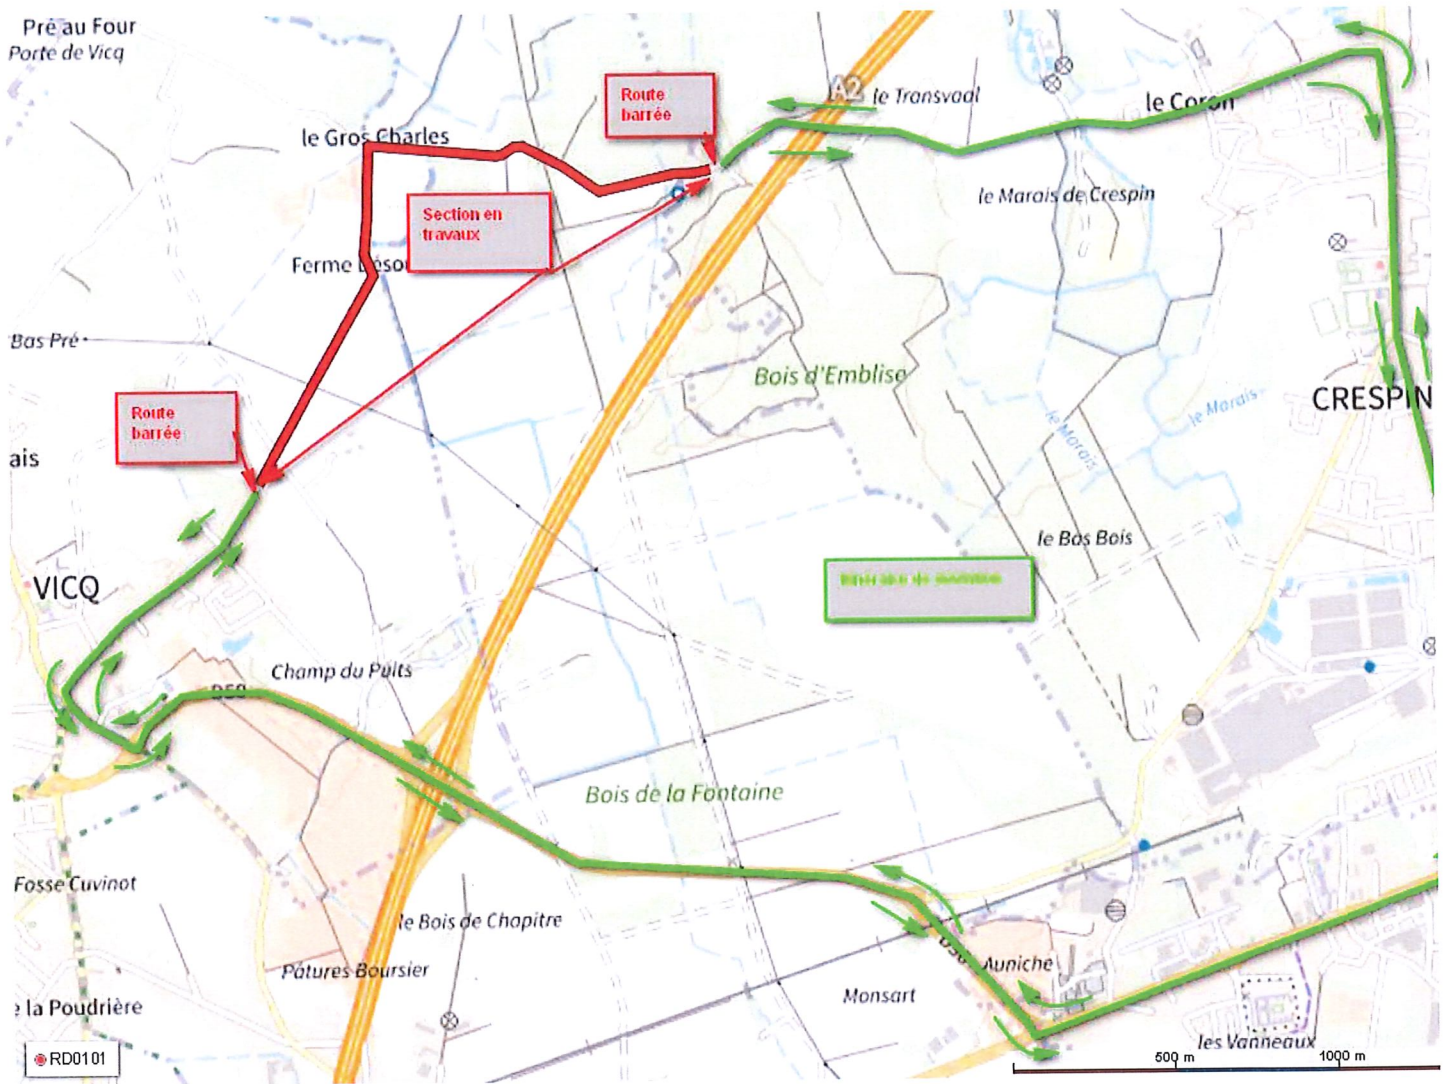 Pré au Four
Porte de Vicq
Route
barrée
A2
le Transvaal
le Coron
le Gros Charles
le Marais de Crespin
Section en
travaux
Ferme
Bas Pré
Bois d'Emblise
CRESPIN
le Marais
le Marais
Route
barrée
ais
le Bas Bois
VICQ
Champ du Puits
Bois de la Fontaine
Fosse Cuvinot
le Bois de Chapitre
Auniche
Pâtures Boursier
Monsart
e la Poudrière
les Vanneaux
RD0101
500 m
1000 m